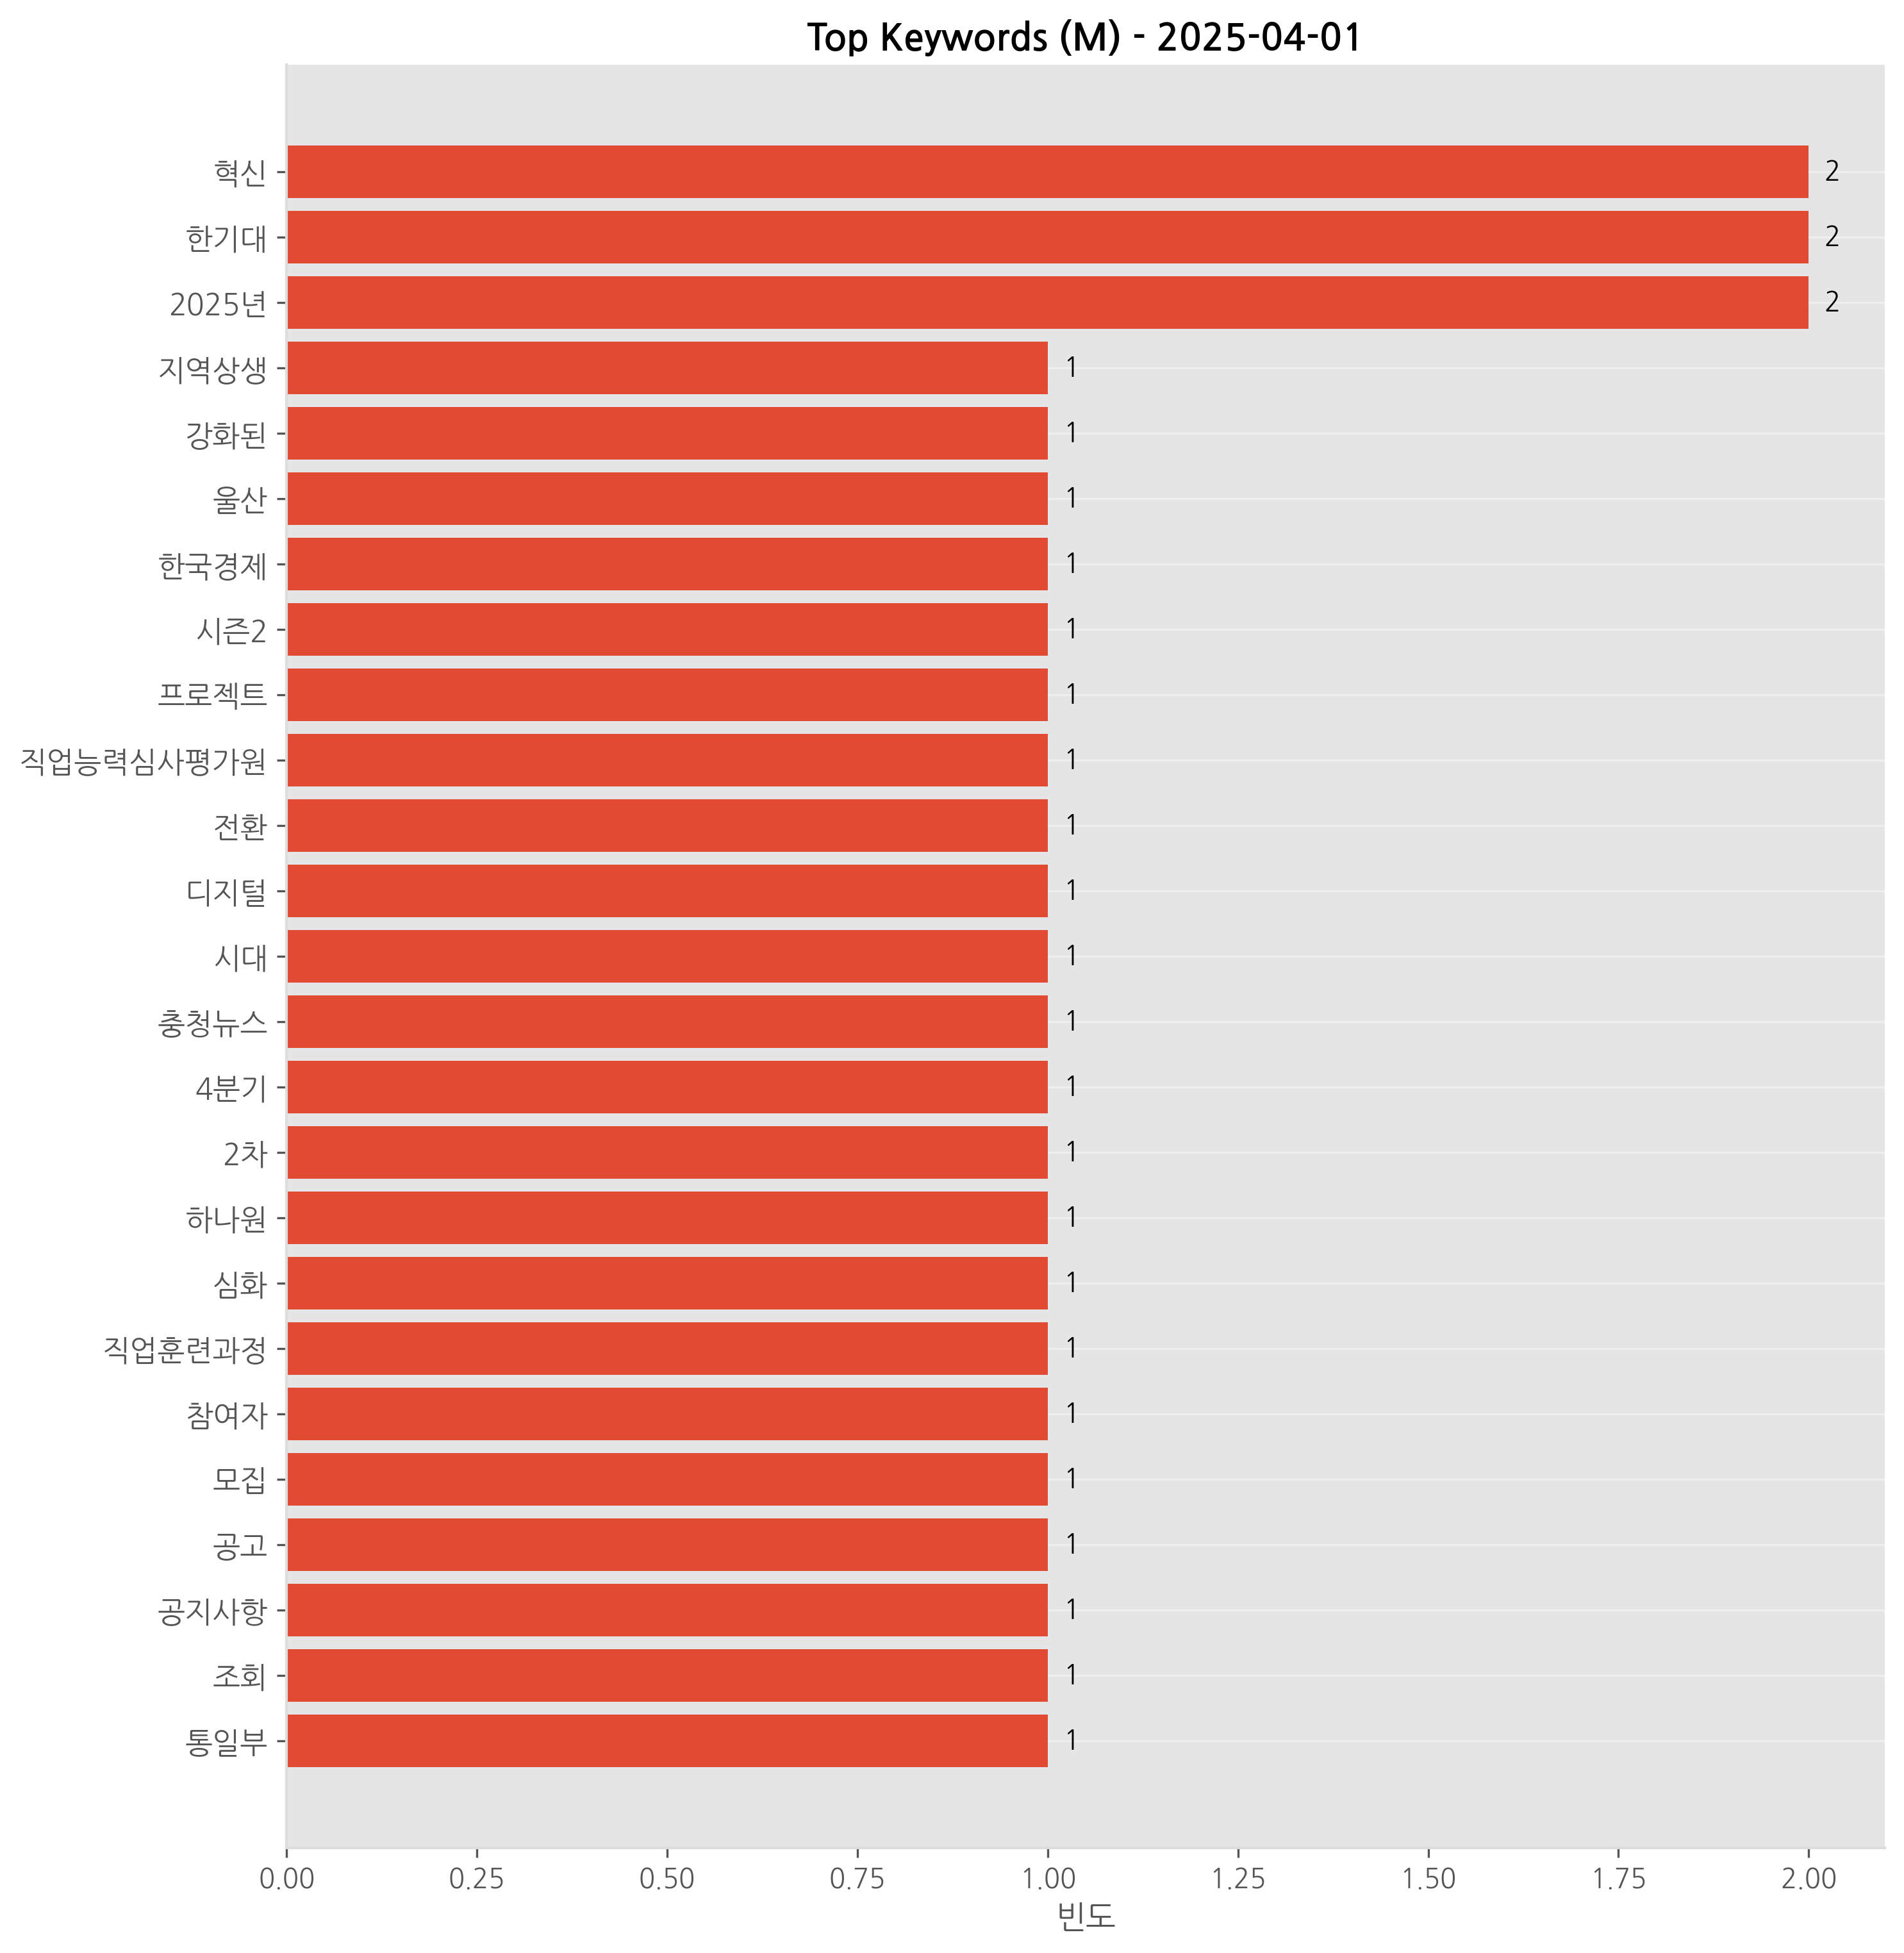 Top Keywords (M) - 2025-04-01
혁신 2
한기대 2
2025년 2
지역상생 1
강화된 1
울산 1
한국경제 1
시즌2 1
프로젝트 1
직업능력심사평가원 1
전환 1
디지털 1
시대 1
충청뉴스 1
4분기 1
2차 1
하나원 1
심화 1
직업훈련과정 1
참여자 1
모집 1
공고 1
공지사항 1
조회 1
통일부 1
0.00 0.25 0.50 0.75 1.00 1.25 1.50 1.75 2.00
빈도